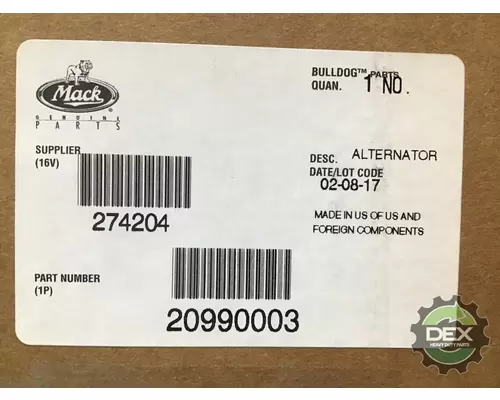 Mack
®
GENUINE
PARTS
BULLDOG™ PARTS
QUAN. 1 NO.
SUPPLIER
(16V)
274204
DESC. ALTERNATOR
DATE/LOT CODE
02-08-17
MADE IN US OF US AND
FOREIGN COMPONENTS
PART NUMBER
(1P)
20990003
DEX
HEAVY DUTY PARTS